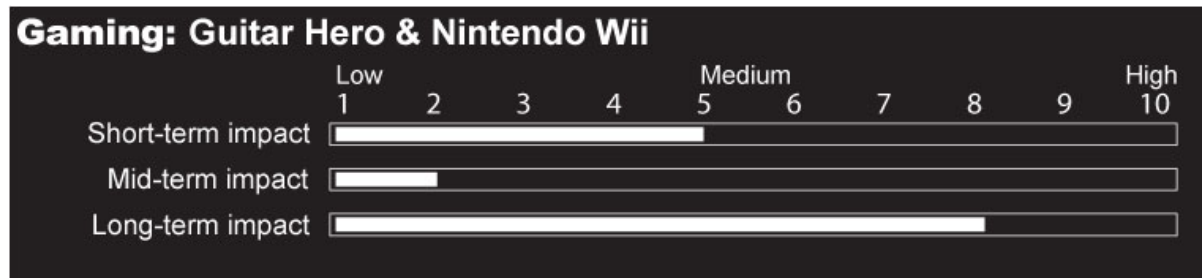 Gaming: Guitar Hero & Nintendo Wii
Low Medium High
1 2 3 4 5 6 7 8 9 10
Short-term impact
Mid-term impact
Long-term impact